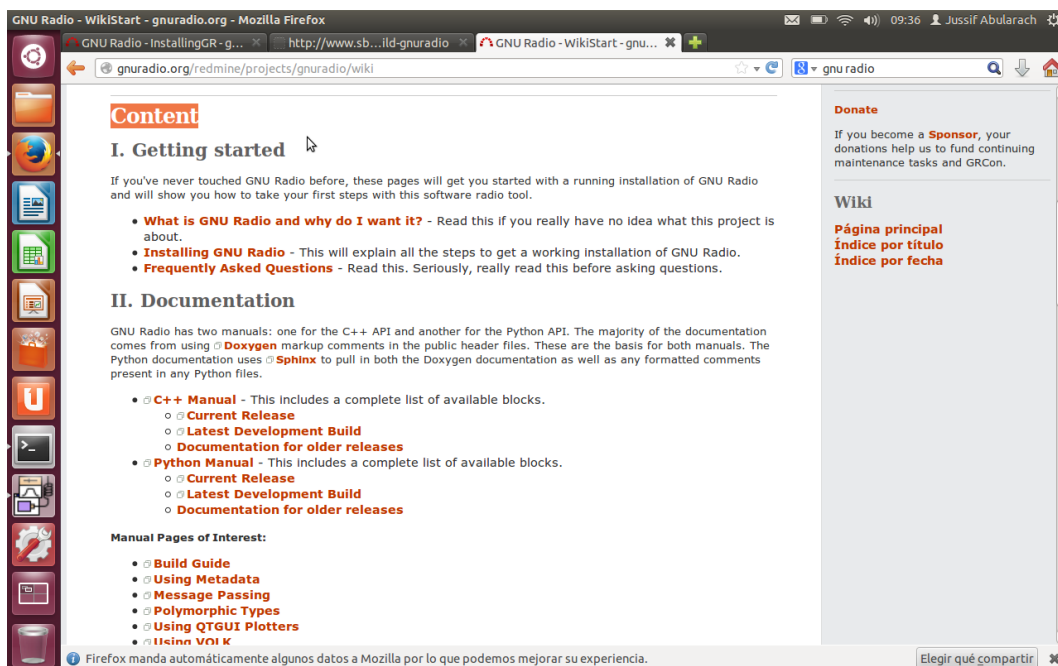 GNU Radio - WikiStart - gnuradio.org - Mozilla Firefox
09:36 Jussif Abularach
GNU Radio - InstallingGR - g...
http://www.sb...ild-gnuradio
GNU Radio - WikiStart - gnu...
gnuradio.org/redmine/projects/gnuradio/wiki
gnu radio
Content
I. Getting started
If you've never touched GNU Radio before, these pages will get you started with a running installation of GNU Radio
and will show you how to take your first steps with this software radio tool.
What is GNU Radio and why do I want it? - Read this if you really have no idea what this project is
about.
Installing GNU Radio - This will explain all the steps to get a working installation of GNU Radio.
Frequently Asked Questions - Read this. Seriously, really read this before asking questions.
II. Documentation
GNU Radio has two manuals: one for the C++ API and another for the Python API. The majority of the documentation
comes from using Doxygen markup comments in the public header files. These are the basis for both manuals. The
Python documentation uses Sphinx to pull in both the Doxygen documentation as well as any formatted comments
present in any Python files.
C++ Manual - This includes a complete list of available blocks.
Current Release
Latest Development Build
Documentation for older releases
Python Manual - This includes a complete list of available blocks.
Current Release
Latest Development Build
Documentation for older releases
Manual Pages of Interest:
Build Guide
Using Metadata
Message Passing
Polymorphic Types
Using QTGUI Plotters
Using VOLK
Donate
If you become a Sponsor, your
donations help us to fund continuing
maintenance tasks and GRCon.
Wiki
Página principal
Índice por título
Índice por fecha
Firefox manda automáticamente algunos datos a Mozilla por lo que podemos mejorar su experiencia.
Elegir qué compartir